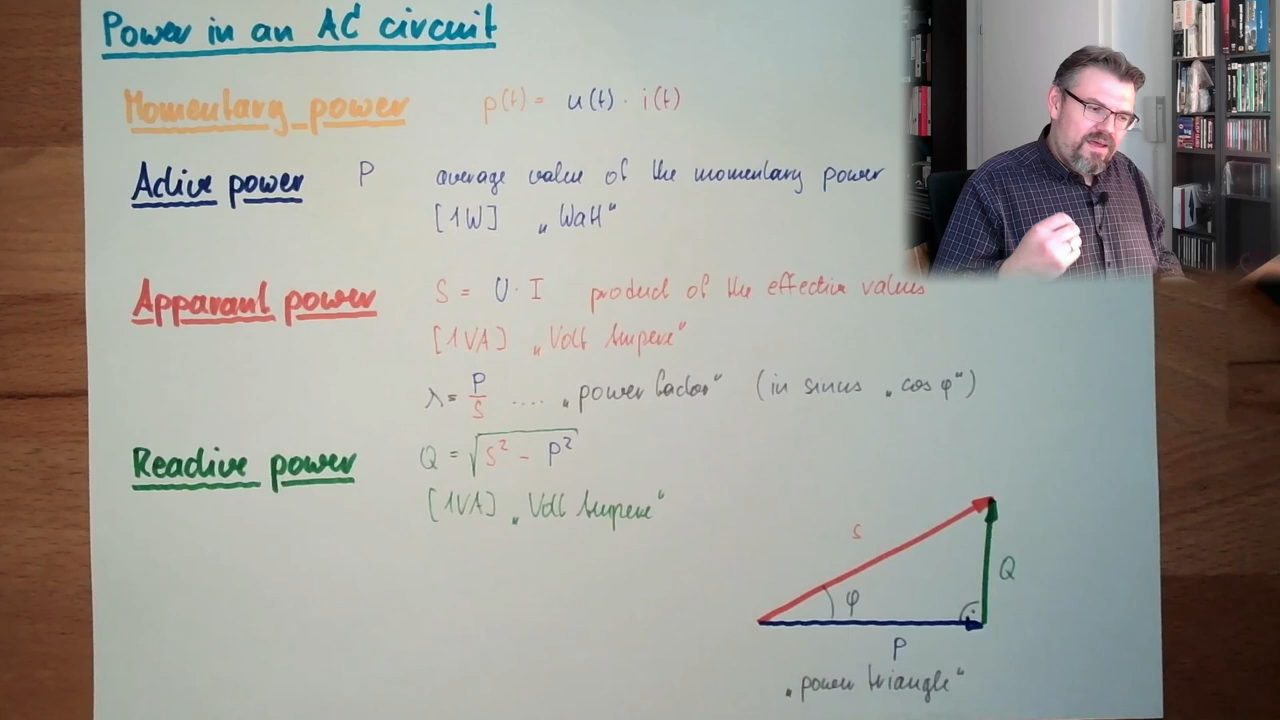 Power in an AC circuit
Momentary power p(t) = u(t) · i(t)
Active power P average value of the momentary power
[1W] „Watt“
Apparant power S = U · I product of the effective values
[1VA] „Volt Ampere“
λ = P/S .... „power factor“ (in sinus „cos φ“)
Reactive power Q = √(S² - P²)
[1VA] „Volt Ampere“
S
Q
φ
P
„power triangle“